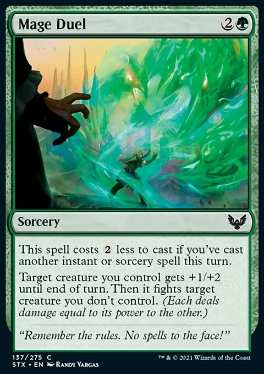 Mage Duel 2
Sorcery
This spell costs 2 less to cast if you've cast
another instant or sorcery spell this turn.
Target creature you control gets +1/+2
until end of turn. Then it fights target
creature you don't control. (Each deals
damage equal to its power to the other.)
"Remember the rules. No spells to the face!"
137/275 C
STX • EN RANDY VARGAS ™ & © 2021 Wizards of the Coast